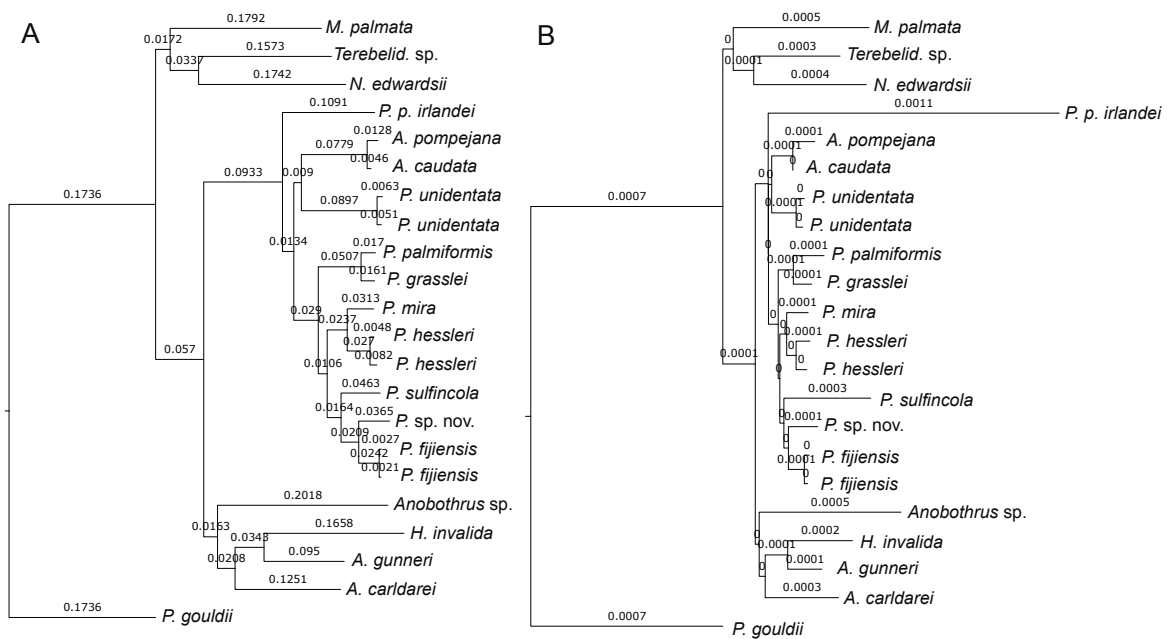 A
0.1792
M. palmata
0.0172
0.1573
Terebelid. sp.
0.0337
0.1742
N. edwardsii
0.1091
P. p. irlandei
0.0128
A. pompejana
0.0779
0.0046
A. caudata
0.0933
0.009
0.0063
P. unidentata
0.0897
0.0051
P. unidentata
0.1736
0.0134
0.017
P. palmiformis
0.0507
0.0161
P. grasslei
0.029
0.0313
P. mira
0.0237
0.0048
P. hessleri
0.027
0.0082
P. hessleri
0.057
0.0106
0.0463
P. sulfincola
0.0164
0.0365
P. sp. nov.
0.0209
0.0027
P. fijiensis
0.0242
0.0021
P. fijiensis
0.2018
Anobothrus sp.
0.0163
0.1658
H. invalida
0.0343
0.095
A. gunneri
0.0208
0.1251
A. carldarei
0.1736
P. gouldii
B
0.0005
M. palmata
0
0.0003
Terebelid. sp.
0.0001
0.0004
N. edwardsii
0.0011
P. p. irlandei
0.0001
A. pompejana
0.0001
0
A. caudata
0
0
0
P. unidentata
0.0001
0
P. unidentata
0.0007
0
0.0001
P. palmiformis
0.0001
0.0001
P. grasslei
0
0.0001
P. mira
0
0.0001
P. hessleri
0
0
P. hessleri
0.0001
0
0.0003
P. sulfincola
0
0.0001
P. sp. nov.
0
0
P. fijiensis
0.0001
0
P. fijiensis
0.0005
Anobothrus sp.
0
0.0002
H. invalida
0.0001
0.0001
A. gunneri
0
0.0003
A. carldarei
0.0007
P. gouldii